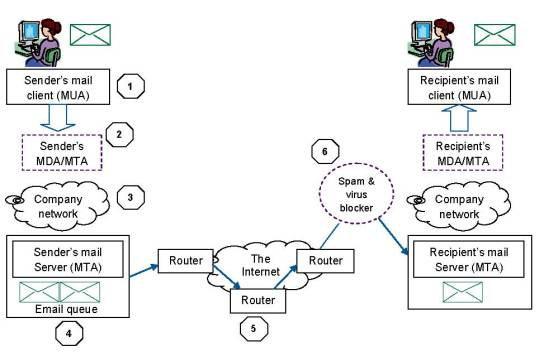 Sender's mail
client (MUA)
1
Sender's
MDA/MTA
2
Company
network
3
Sender's mail
Server (MTA)
Email queue
4
Router
The
Internet
Router
Router
5
6
Spam &
virus
blocker
Recipient's mail
client (MUA)
Recipient's
MDA/MTA
Company
network
Recipient's mail
Server (MTA)